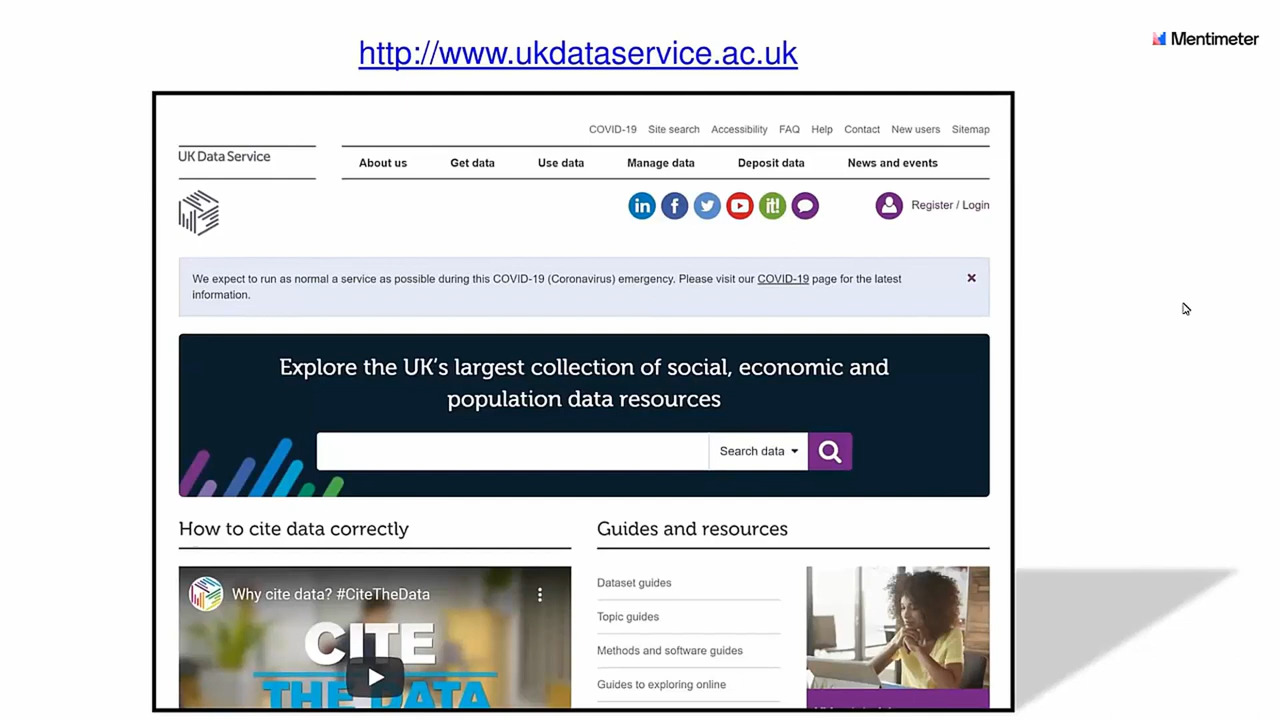 http://www.ukdataservice.ac.uk
Mentimeter
COVID-19 Site search Accessibility FAQ Help Contact New users Sitemap
UK Data Service
About us Get data Use data Manage data Deposit data News and events
in f it! Register / Login
We expect to run as normal a service as possible during this COVID-19 (Coronavirus) emergency. Please visit our COVID-19 page for the latest
information.
Explore the UK's largest collection of social, economic and
population data resources
Search data
How to cite data correctly
Guides and resources
Why cite data? #CiteTheData
CITE
THE DATA
Dataset guides
Topic guides
Methods and software guides
Guides to exploring online